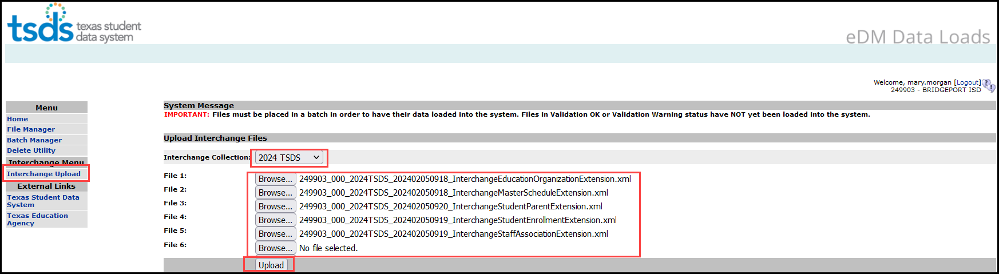 tsds texas student
data system
eDM Data Loads
Welcome, mary.morgan [Logout]
249903 - BRIDGEPORT ISD
Menu
Home
File Manager
Batch Manager
Delete Utility
Interchange Menu
Interchange Upload
External Links
Texas Student Data
System
Texas Education
Agency
System Message
IMPORTANT: Files must be placed in a batch in order to have their data loaded into the system. Files in Validation OK or Validation Warning status have NOT yet been loaded into the system.
Upload Interchange Files
Interchange Collection: 2024 TSDS
File 1: Browse... 249903_000_2024TSDS_202402050918_InterchangeEducationOrganizationExtension.xml
File 2: Browse... 249903_000_2024TSDS_202402050918_InterchangeMasterScheduleExtension.xml
File 3: Browse... 249903_000_2024TSDS_202402050920_InterchangeStudentParentExtension.xml
File 4: Browse... 249903_000_2024TSDS_202402050919_InterchangeStudentEnrollmentExtension.xml
File 5: Browse... 249903_000_2024TSDS_202402050919_InterchangeStaffAssociationExtension.xml
File 6: Browse... No file selected.
Upload